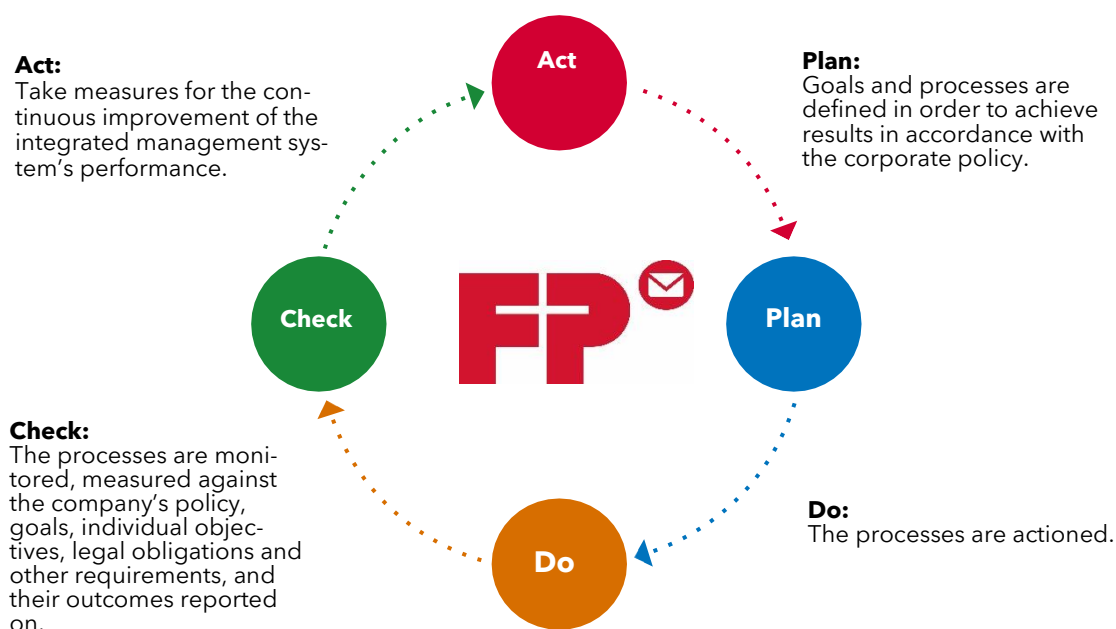 Act
Act:
Take measures for the con-
tinuous improvement of the
integrated management sys-
tem's performance.
Plan:
Goals and processes are
defined in order to achieve
results in accordance with
the corporate policy.
FP
Check
Plan
Check:
The processes are moni-
tored, measured against
the company's policy,
goals, individual objec-
tives, legal obligations and
other requirements, and
their outcomes reported
on.
Do:
The processes are actioned.
Do